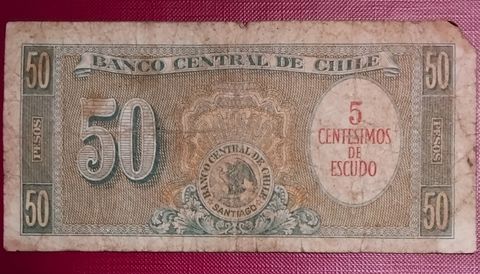 50
50
BANCO CENTRAL DE CHILE
50
5
CENTESIMOS
DE
ESCUDO
PESOS
PESOS
BANCO CENTRAL DE CHILE
SANTIAGO
50
50